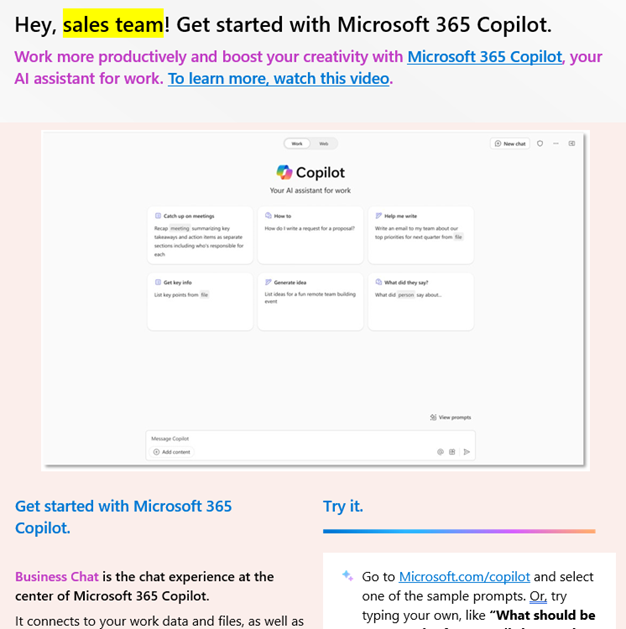 Hey, sales team! Get started with Microsoft 365 Copilot.
Work more productively and boost your creativity with Microsoft 365 Copilot, your
AI assistant for work. To learn more, watch this video.
Work Web
New chat
Copilot
Your AI assistant for work
Catch up on meetings
Recap meeting summarizing key
takeaways and action items as separate
sections including who's responsible for
each
How to
How do I write a request for a proposal?
Help me write
Write an email to my team about our
top priorities for next quarter from file
Get key info
List key points from file
Generate idea
List ideas for a fun remote team building
event
What did they say?
What did person say about...
View prompts
Message Copilot
Add content
Get started with Microsoft 365
Copilot.
Business Chat is the chat experience at the
center of Microsoft 365 Copilot.
It connects to your work data and files, as well as
Try it.
Go to Microsoft.com/copilot and select
one of the sample prompts. Or, try
typing your own, like “What should be